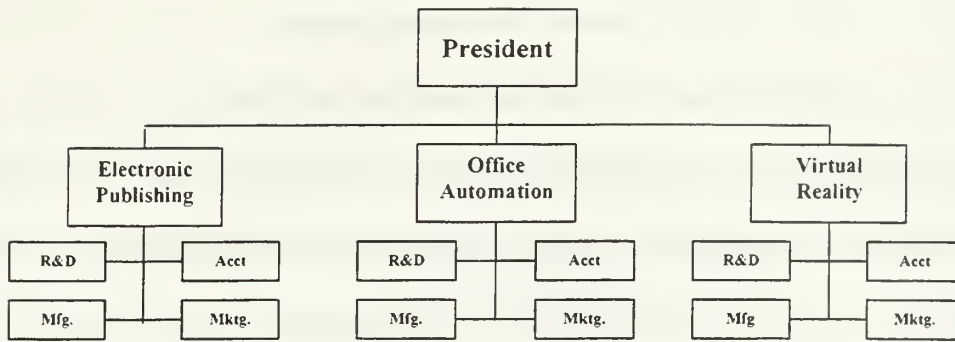 President
Electronic
Publishing
Office
Automation
Virtual
Reality
R&D
Acct
R&D
Acct
R&D
Acct
Mfg.
Mktg.
Mfg.
Mktg.
Mfg
Mktg.